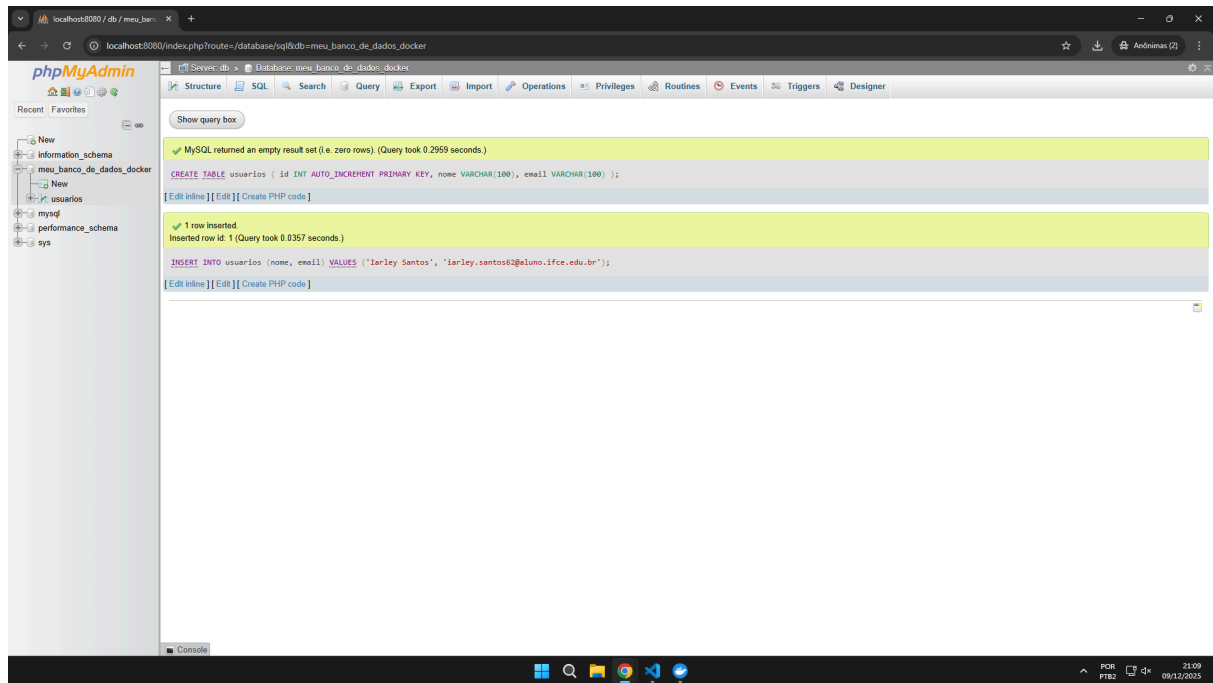 localhost:8080 / db / meu_banc
localhost:8080/index.php?route=/database/sql&db=meu_banco_de_dados_docker
Anônimas (2)
phpMyAdmin
Recent Favorites
New
information_schema
meu_banco_de_dados_docker
New
usuarios
mysql
performance_schema
sys
Server: db » Database: meu_banco_de_dados_docker
Structure SQL Search Query Export Import Operations Privileges Routines Events Triggers Designer
Show query box
MySQL returned an empty result set (i.e. zero rows). (Query took 0.2959 seconds.)
CREATE TABLE usuarios ( id INT AUTO_INCREMENT PRIMARY KEY, nome VARCHAR(100), email VARCHAR(100) );
[ Edit inline ] [ Edit ] [ Create PHP code ]
1 row inserted.
Inserted row id: 1 (Query took 0.0357 seconds.)
INSERT INTO usuarios (nome, email) VALUES ('Iarley Santos', 'iarley.santos62@aluno.ifce.edu.br');
[ Edit inline ] [ Edit ] [ Create PHP code ]
Console
POR
PTB2
21:09
09/12/2025